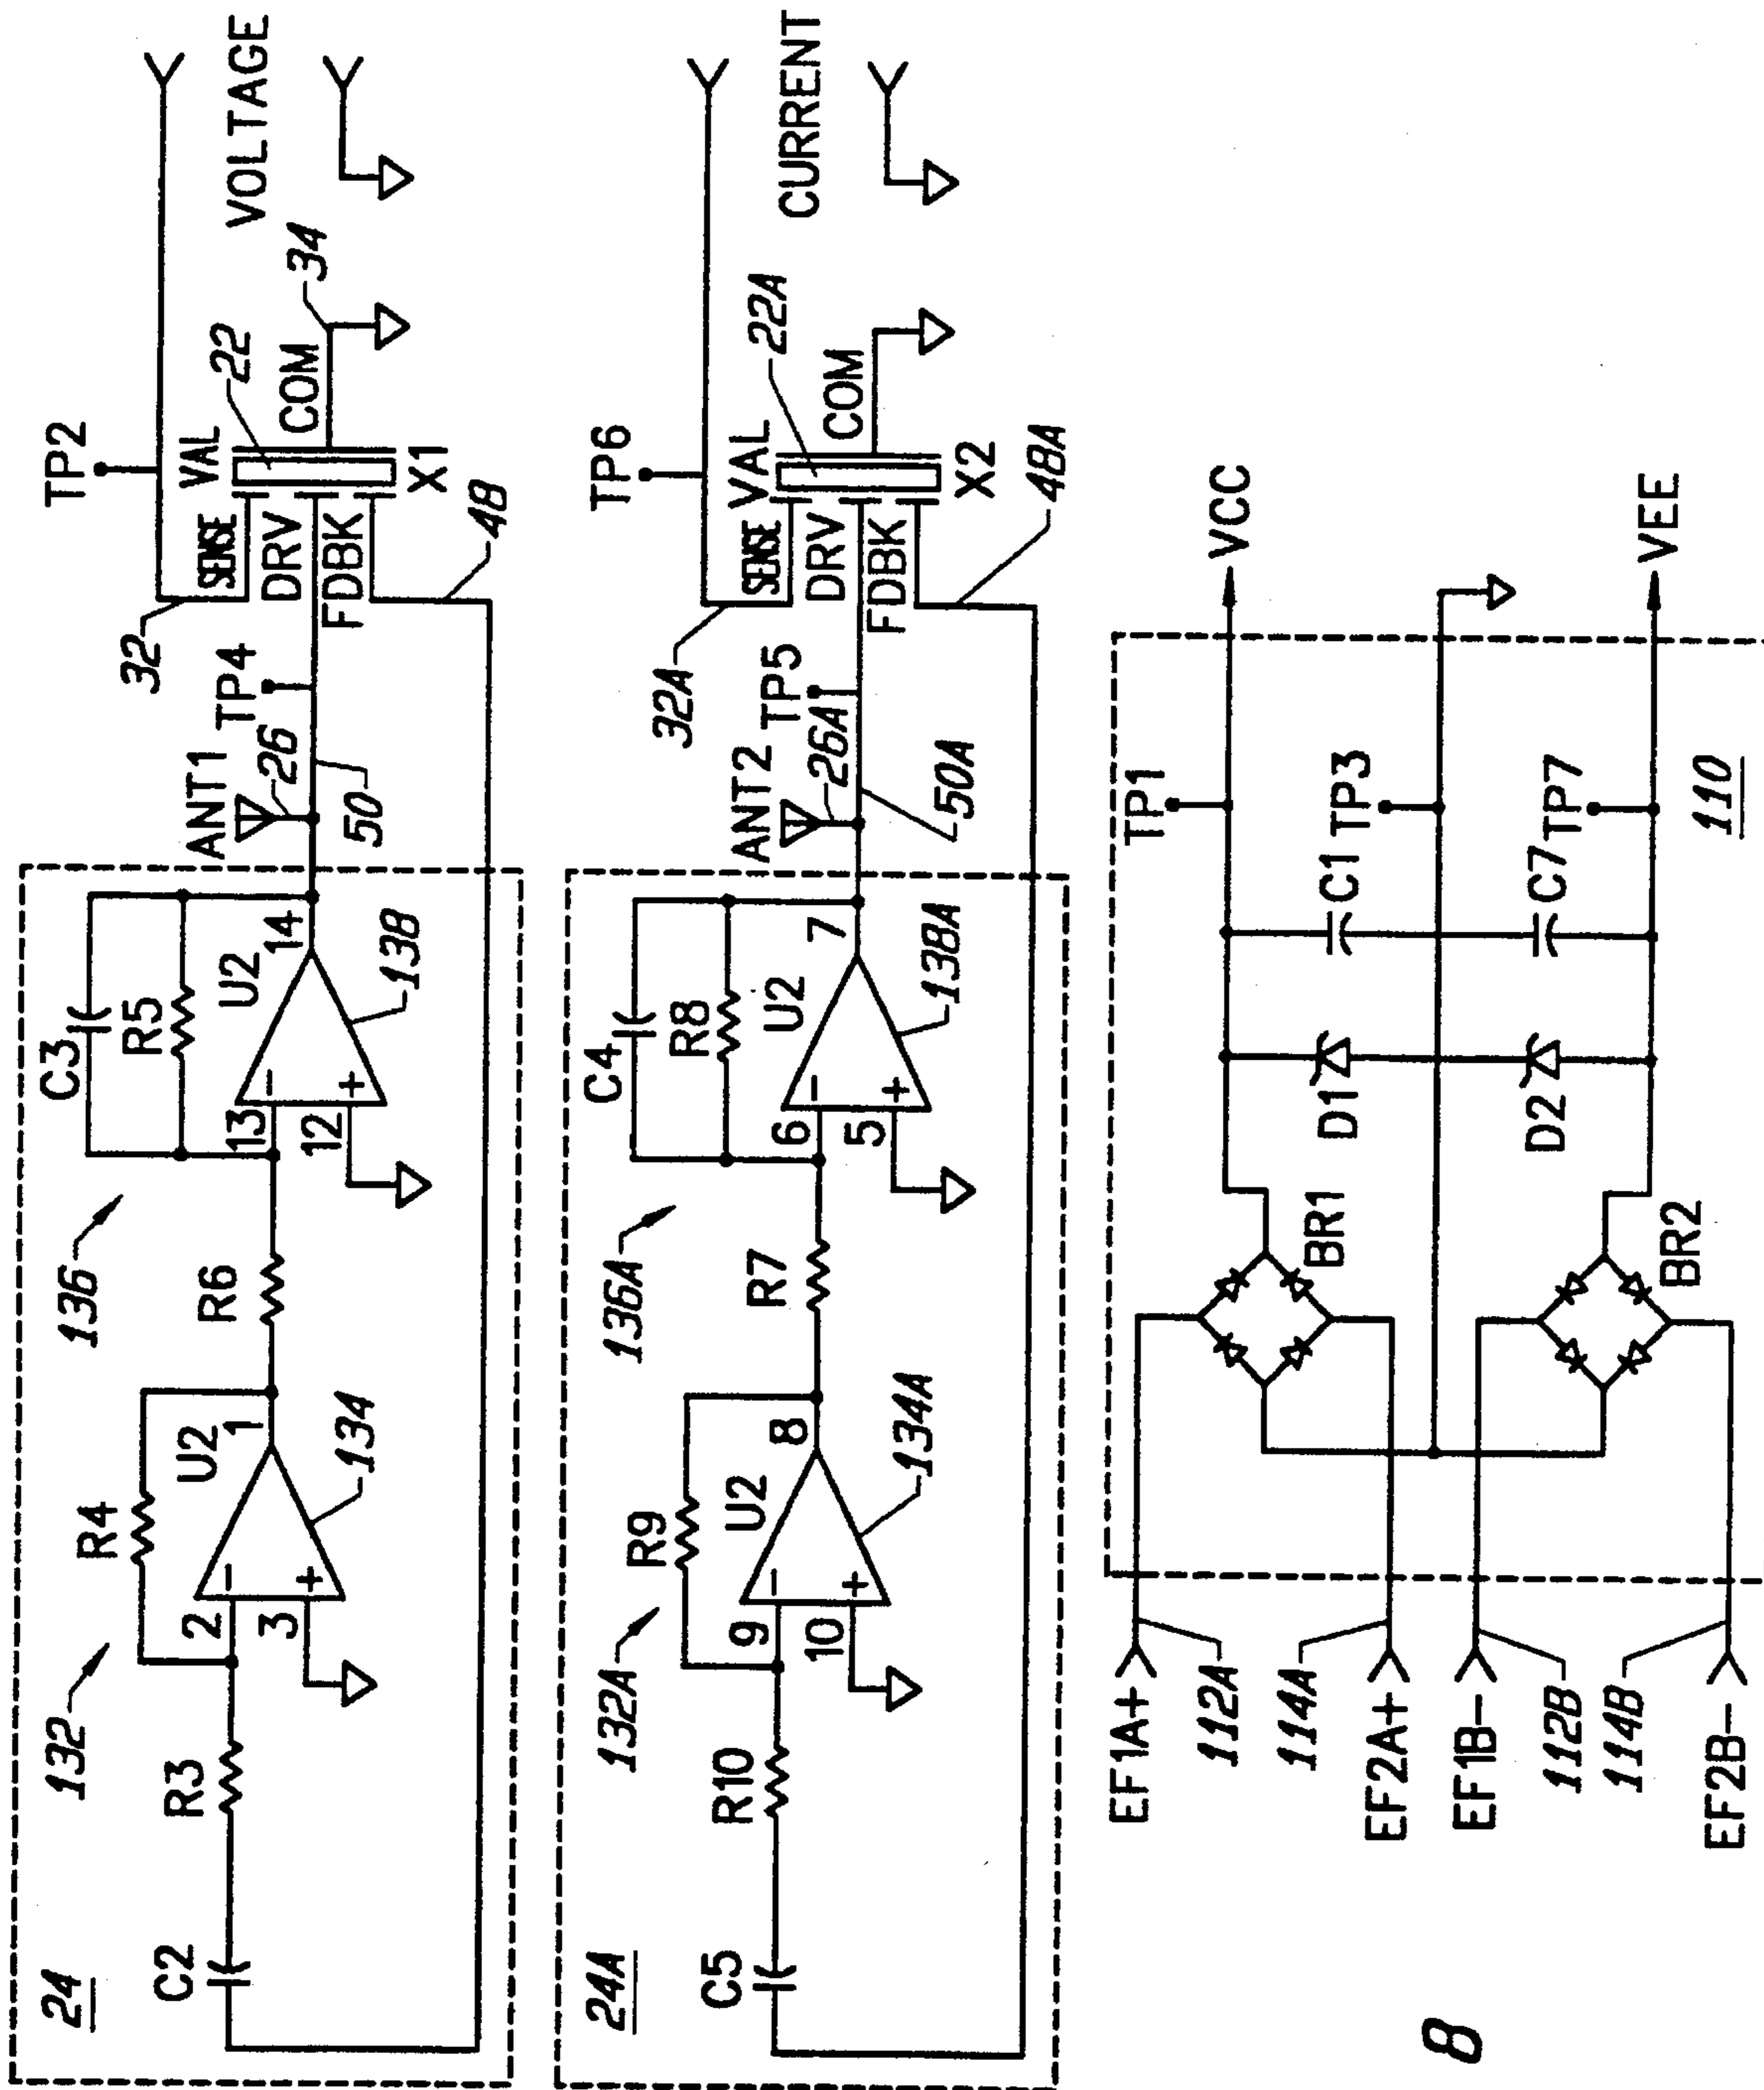 24
132
136
C2
R3
R4
2
3
U2
1
134
R6
C3
R5
13
12
U2
14
138
ANT1
26
TP4
50
32
TP2
SENSE
VAL
22
DRV
FDBK
COM
34
X1
48
VOLTAGE
24A
132A
136A
C5
R10
R9
9
10
U2
8
134A
R7
C4
R8
6
5
U2
7
138A
ANT2
26A
TP5
50A
32A
TP6
SENSE
VAL
22A
DRV
FDBK
COM
X2
48A
CURRENT
EF1A+
112A
114A
EF2A+
EF1B-
112B
114B
EF2B-
BR1
BR2
D1
D2
C1
C7
TP1
TP3
TP7
VCC
VEE
110
8